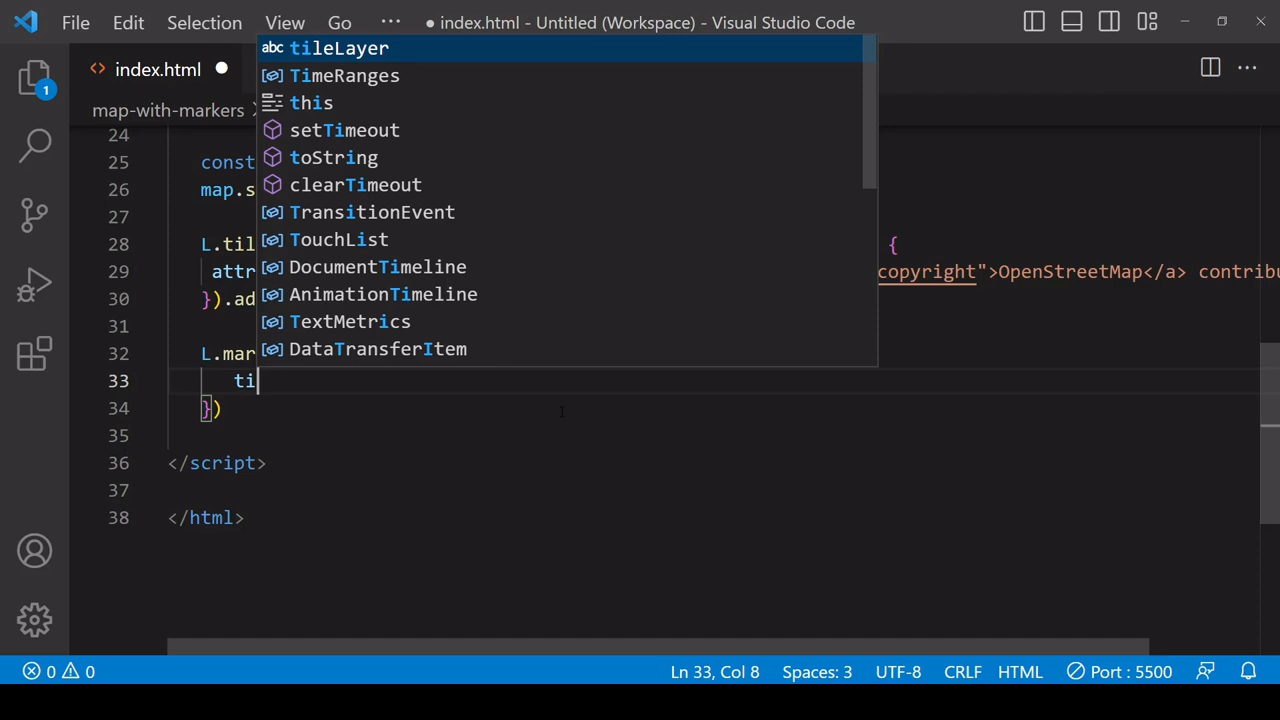 File Edit Selection View Go ··· ● index.html - Untitled (Workspace) - Visual Studio Code
1
<> index.html ●
map-with-markers >
abc tileLayer
TimeRanges
this
setTimeout
toString
clearTimeout
TransitionEvent
TouchList
DocumentTimeline
AnimationTimeline
TextMetrics
DataTransferItem
24
25 const
26 map.s
27
28 L.til {
29 attr copyright">OpenStreetMap</a> contribu
30 }).ad
31
32 L.mar
33 ti
34 })
35
36 </script>
37
38 </html>
0 0 Ln 33, Col 8 Spaces: 3 UTF-8 CRLF HTML Port : 5500